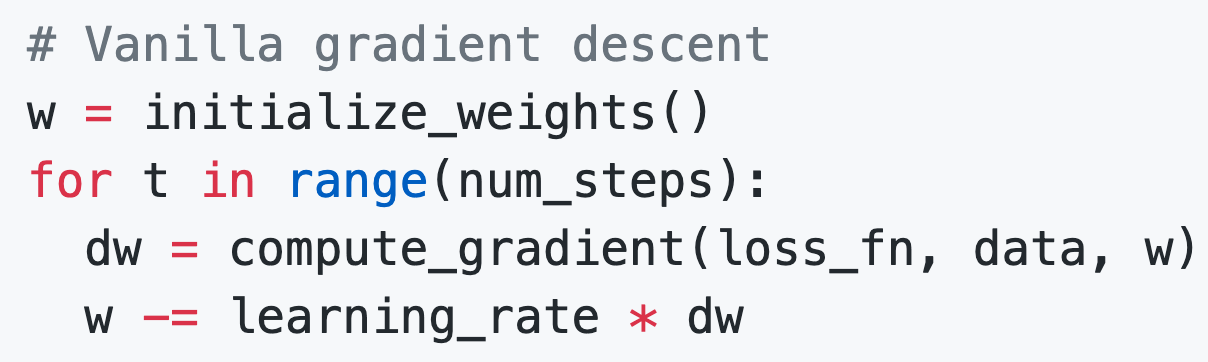 # Vanilla gradient descent
w = initialize_weights()
for t in range(num_steps):
  dw = compute_gradient(loss_fn, data, w)
  w -= learning_rate * dw